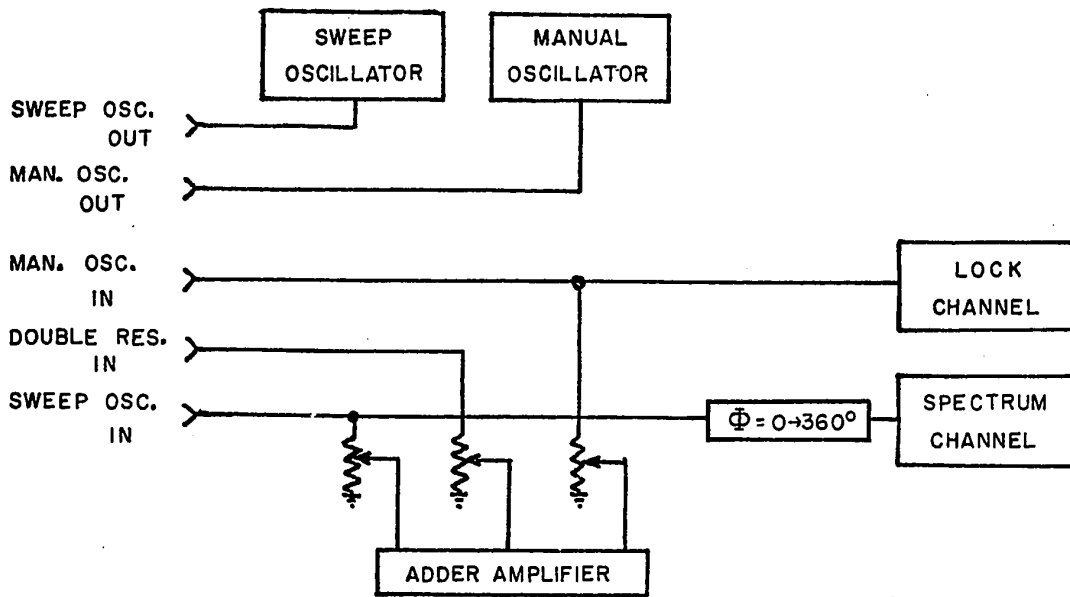 SWEEP
OSCILLATOR
MANUAL
OSCILLATOR
SWEEP OSC.
OUT
MAN. OSC.
OUT
MAN. OSC.
IN
LOCK
CHANNEL
DOUBLE RES.
IN
SWEEP OSC.
IN
Φ=0→360°
SPECTRUM
CHANNEL
ADDER AMPLIFIER